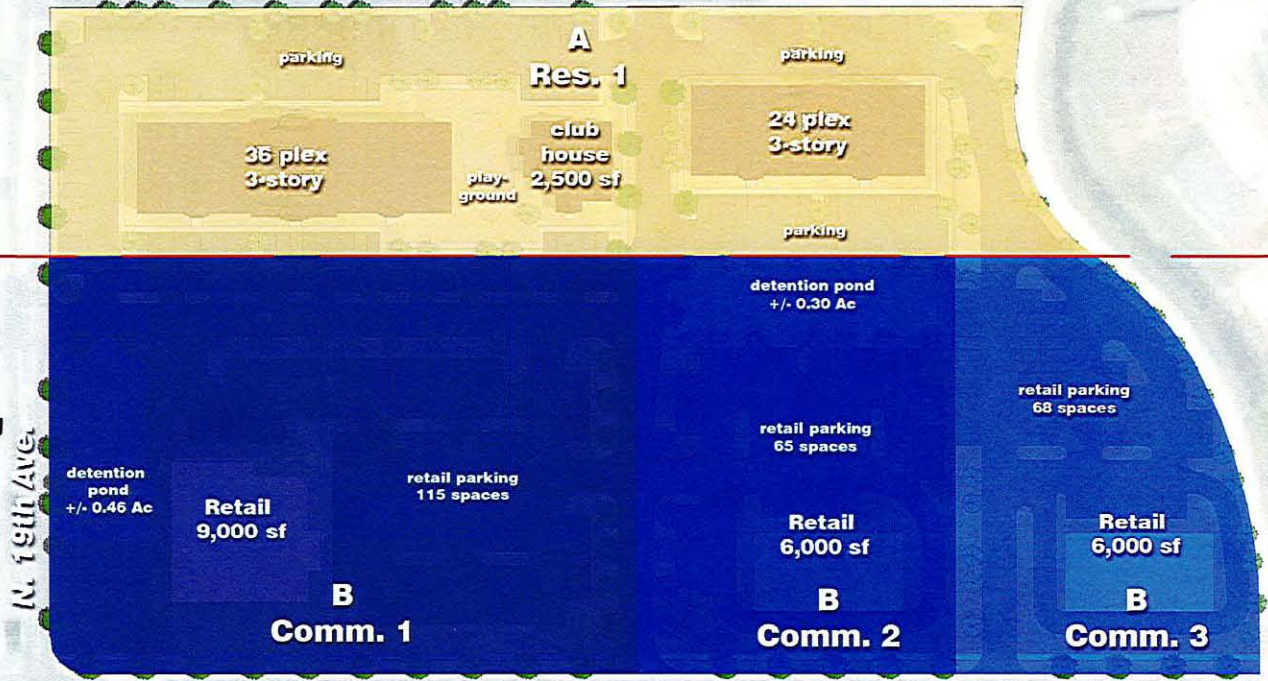 A
Res. 1
parking
parking
36 plex
3-story
play-
ground
club
house
2,500 sf
24 plex
3-story
parking
detention pond
+/- 0.30 Ac
retail parking
68 spaces
retail parking
65 spaces
detention
pond
+/- 0.46 Ac
Retail
9,000 sf
retail parking
115 spaces
Retail
6,000 sf
Retail
6,000 sf
B
Comm. 1
B
Comm. 2
B
Comm. 3
N. 19th Ave.